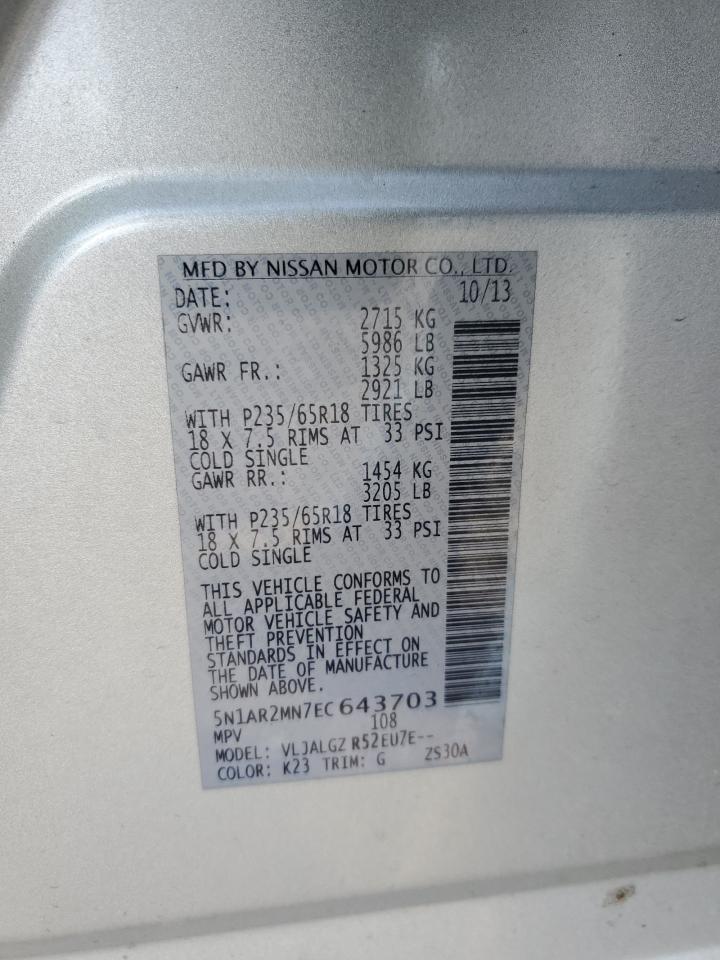 MFD BY NISSAN MOTOR CO., LTD.
DATE: 10/13
GVWR: 2715 KG
5986 LB
GAWR FR.: 1325 KG
2921 LB
WITH P235/65R18 TIRES
18 X 7.5 RIMS AT 33 PSI
COLD SINGLE
GAWR RR.: 1454 KG
3205 LB
WITH P235/65R18 TIRES
18 X 7.5 RIMS AT 33 PSI
COLD SINGLE
THIS VEHICLE CONFORMS TO
ALL APPLICABLE FEDERAL
MOTOR VEHICLE SAFETY AND
THEFT PREVENTION
STANDARDS IN EFFECT ON
THE DATE OF MANUFACTURE
SHOWN ABOVE.
5N1AR2MN7EC643703
MPV 108
MODEL: VLJALGZ R52EU7E--
COLOR: K23 TRIM: G ZS30A